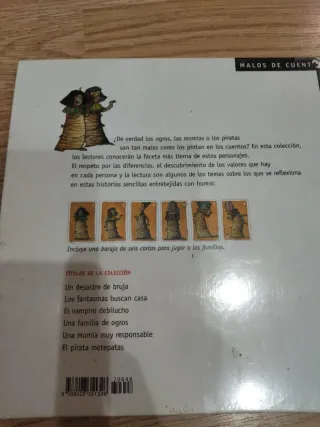 MALOS DE CUENTO
¿De verdad los ogros, las momias o los piratas
son tan malos como los pintan en los cuentos? En esta colección,
los lectores conocerán la faceta más tierna de estos personajes.
El respeto por las diferencias, el descubrimiento de los valores que hay
en cada persona y la lectura son algunos de los temas sobre los que se reflexiona
en estas historias sencillas entretejidas con humor.
Incluye una baraja de seis cartas para jugar a las familias.
TÍTULOS DE LA COLECCIÓN
Un desastre de bruja
Los fantasmas buscan casa
El vampiro debilucho
Una familia de ogros
Una momia muy responsable
El pirata metepatas